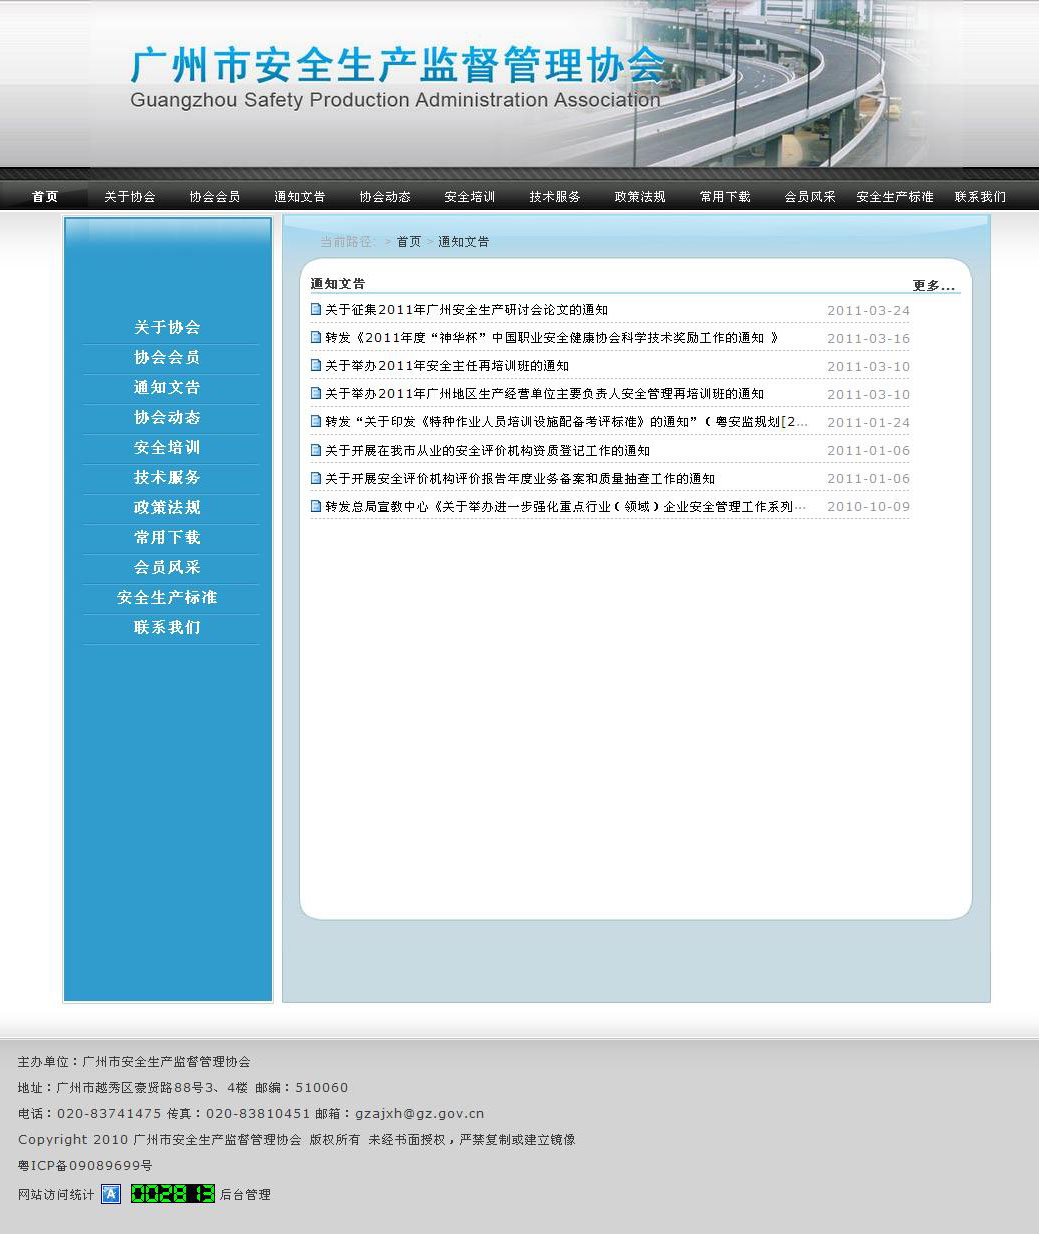 广州市安全生产监督管理协会
Guangzhou Safety Production Administration Association
首页 关于协会 协会会员 通知文告 协会动态 安全培训 技术服务 政策法规 常用下载 会员风采 安全生产标准 联系我们
当前路径: > 首页 > 通知文告
关于协会
协会会员
通知文告
协会动态
安全培训
技术服务
政策法规
常用下载
会员风采
安全生产标准
联系我们
通知文告 更多...
关于征集2011年广州安全生产研讨会论文的通知 2011-03-24
转发《2011年度“神华杯”中国职业安全健康协会科学技术奖励工作的通知 》 2011-03-16
关于举办2011年安全主任再培训班的通知 2011-03-10
关于举办2011年广州地区生产经营单位主要负责人安全管理再培训班的通知 2011-03-10
转发“关于印发《特种作业人员培训设施配备考评标准》的通知”（粤安监规划[2... 2011-01-24
关于开展在我市从业的安全评价机构资质登记工作的通知 2011-01-06
关于开展安全评价机构评价报告年度业务备案和质量抽查工作的通知 2011-01-06
转发总局宣教中心《关于举办进一步强化重点行业（领域）企业安全管理工作系列... 2010-10-09
主办单位：广州市安全生产监督管理协会
地址：广州市越秀区豪贤路88号3、4楼 邮编：510060
电话：020-83741475 传真：020-83810451 邮箱：gzajxh@gz.gov.cn
Copyright 2010 广州市安全生产监督管理协会 版权所有 未经书面授权，严禁复制或建立镜像
粤ICP备09089699号
网站访问统计 002813 后台管理